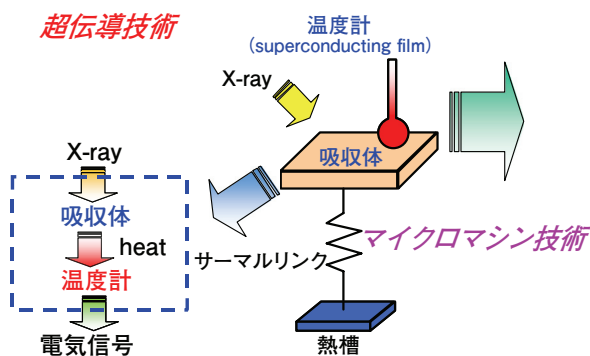 超伝導技術
温度計
(superconducting film)
X-ray
吸収体
X-ray
吸収体
heat
温度計
電気信号
サーマルリンク
マイクロマシン技術
熱槽